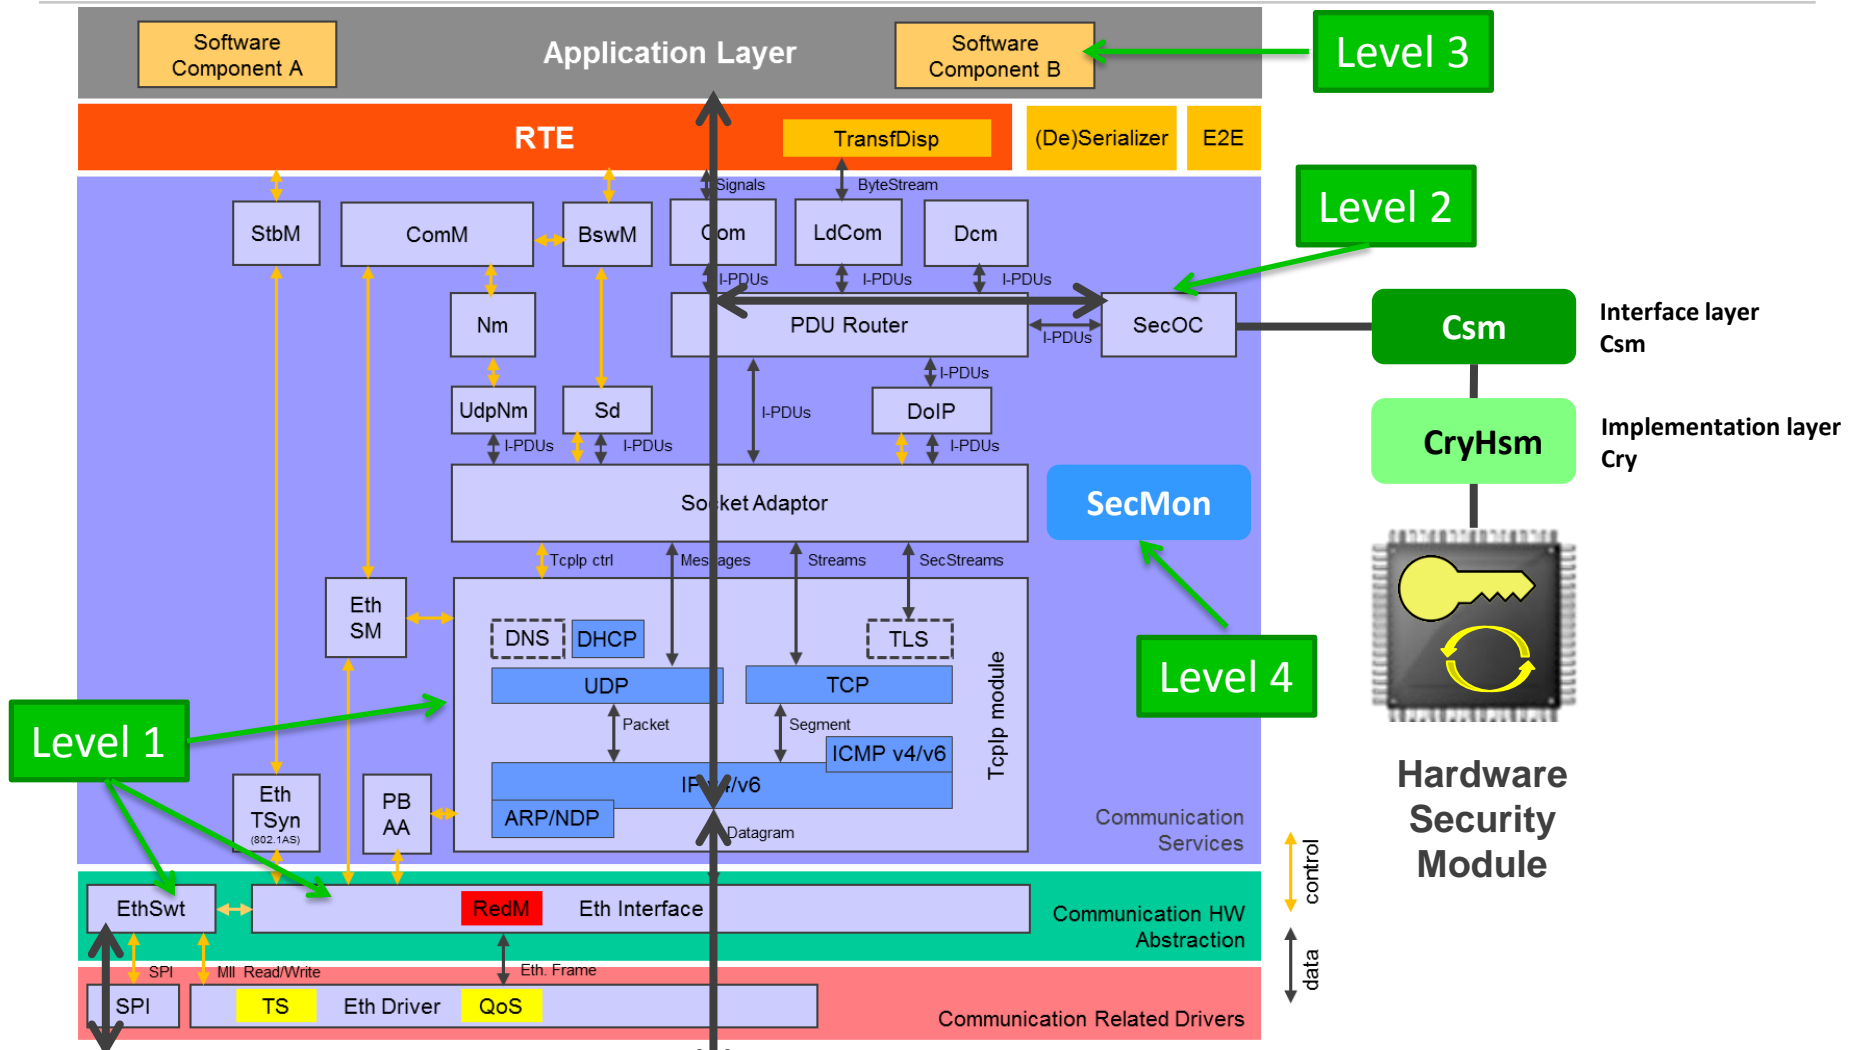 Software
Component A
Application Layer
Software
Component B
Level 3
RTE
TransfDisp
(De)Serializer
E2E
Signals
ByteStream
Level 2
StbM
ComM
BswM
Com
LdCom
Dcm
I-PDUs
I-PDUs
I-PDUs
Nm
PDU Router
I-PDUs
SecOC
Csm
Interface layer
Csm
UdpNm
Sd
I-PDUs
DoIP
I-PDUs
CryHsm
Implementation layer
Cry
I-PDUs
I-PDUs
I-PDUs
Socket Adaptor
SecMon
TcpIp ctrl
Messages
Streams
SecStreams
Eth
SM
DNS
DHCP
TLS
UDP
TCP
Level 4
Level 1
Packet
Segment
TcpIp module
ICMP v4/v6
IP v4/v6
ARP/NDP
Datagram
Eth
TSyn
(802.1AS)
PB
AA
Communication
Services
Hardware
Security
Module
control
data
EthSwt
RedM
Eth Interface
Communication HW
Abstraction
SPI
MII Read/Write
Eth. Frame
SPI
TS
Eth Driver
QoS
Communication Related Drivers